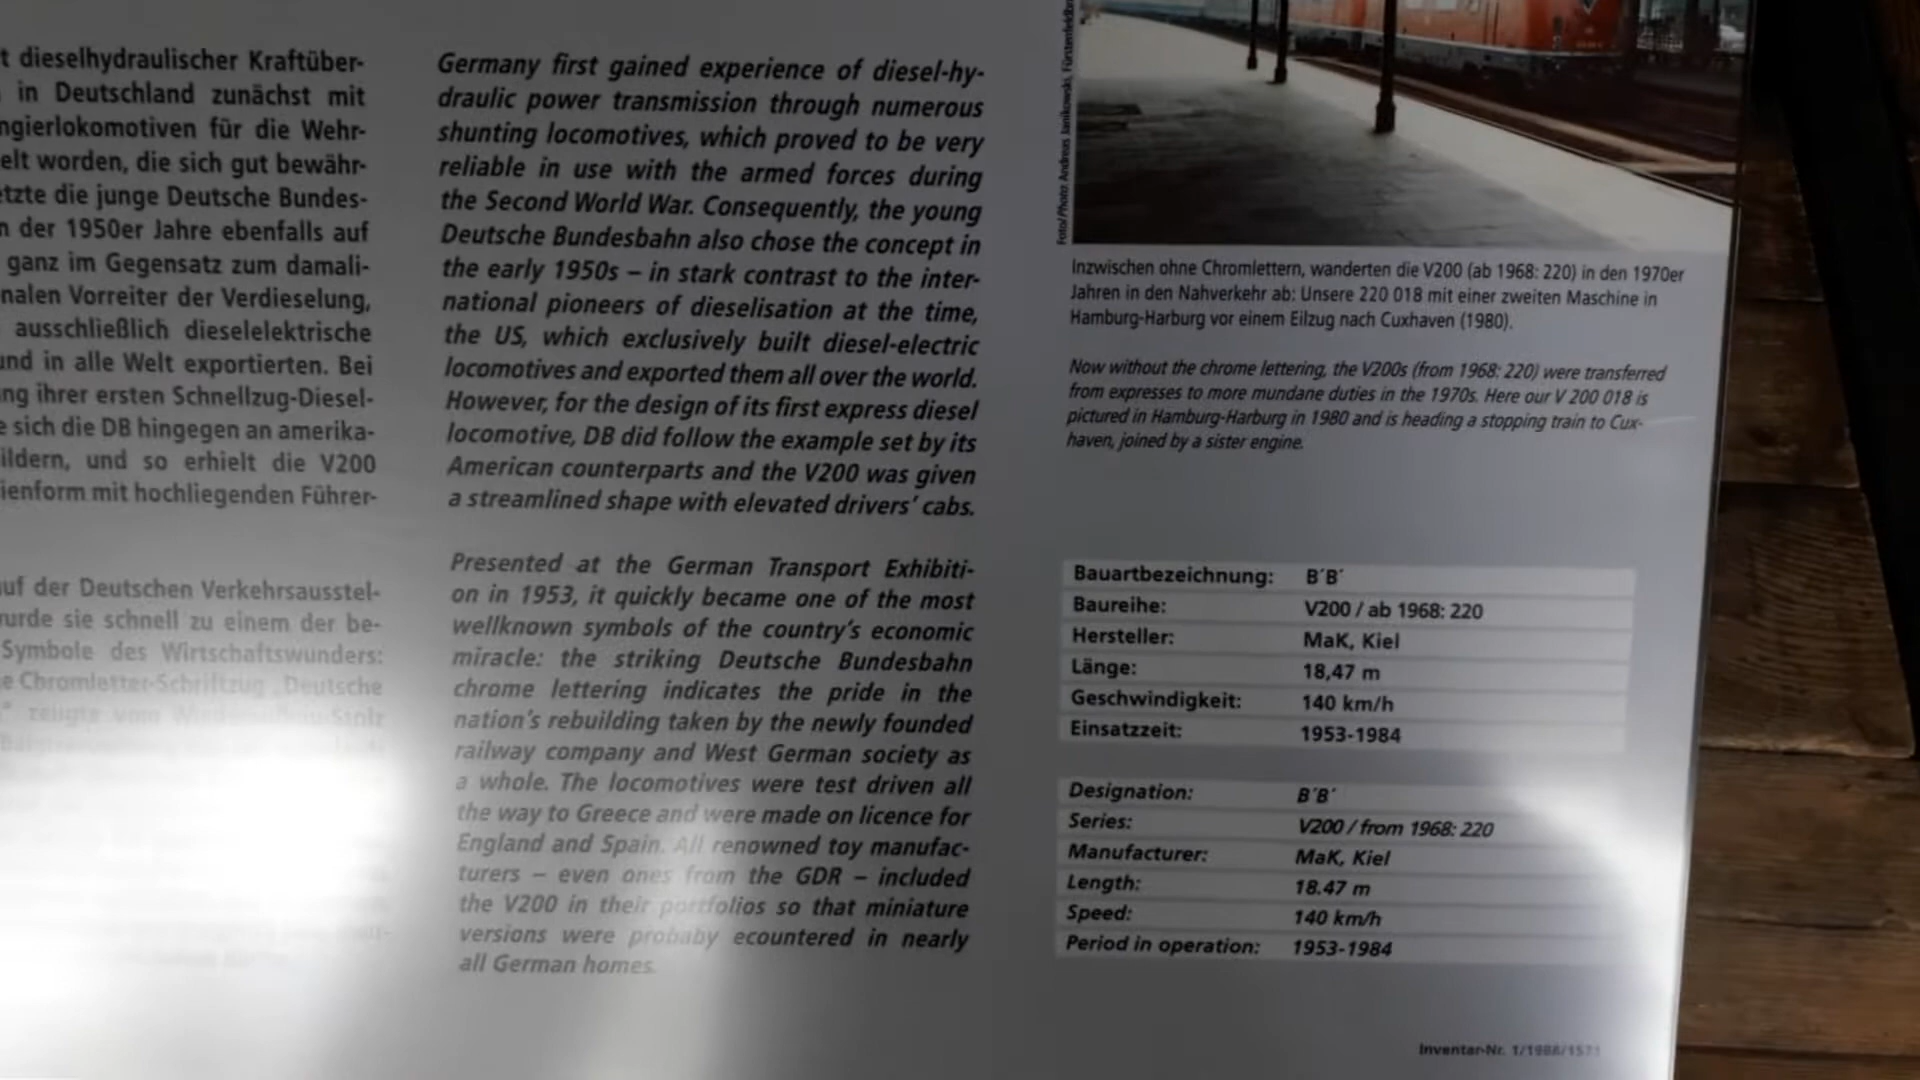 t dieselhydraulischer Kraftüber-
in Deutschland zunächst mit
ngierlokomotiven für die Wehr-
elt worden, die sich gut bewähr-
etzte die junge Deutsche Bundes-
n der 1950er Jahre ebenfalls auf
ganz im Gegensatz zum damali-
nalen Vorreiter der Verdieselung,
ausschließlich dieselelektrische
und in alle Welt exportierten. Bei
ng ihrer ersten Schnellzug-Diesel-
e sich die DB hingegen an amerika-
ildern, und so erhielt die V200
ienform mit hochliegenden Führer-
auf der Deutschen Verkehrsausstel-
wurde sie schnell zu einem der be-
Symbole des Wirtschaftswunders:
e Chromletter-Schriftzug „Deutsche
“ zeugte vom
Germany first gained experience of diesel-hy-
draulic power transmission through numerous
shunting locomotives, which proved to be very
reliable in use with the armed forces during
the Second World War. Consequently, the young
Deutsche Bundesbahn also chose the concept in
the early 1950s – in stark contrast to the inter-
national pioneers of dieselisation at the time,
the US, which exclusively built diesel-electric
locomotives and exported them all over the world.
However, for the design of its first express diesel
locomotive, DB did follow the example set by its
American counterparts and the V200 was given
a streamlined shape with elevated drivers’ cabs.
Presented at the German Transport Exhibiti-
on in 1953, it quickly became one of the most
wellknown symbols of the country’s economic
miracle: the striking Deutsche Bundesbahn
chrome lettering indicates the pride in the
nation’s rebuilding taken by the newly founded
railway company and West German society as
a whole. The locomotives were test driven all
the way to Greece and were made on licence for
England and Spain. All renowned toy manufac-
turers – even ones from the GDR – included
the V200 in their portfolios so that miniature
versions were probaby ecountered in nearly
all German homes.
Foto/Photo: Andreas Janikowski,
Inzwischen ohne Chromlettern, wanderten die V200 (ab 1968: 220) in den 1970er
Jahren in den Nahverkehr ab: Unsere 220 018 mit einer zweiten Maschine in
Hamburg-Harburg vor einem Eilzug nach Cuxhaven (1980).
Now without the chrome lettering, the V200s (from 1968: 220) were transferred
from expresses to more mundane duties in the 1970s. Here our V 200 018 is
pictured in Hamburg-Harburg in 1980 and is heading a stopping train to Cux-
haven, joined by a sister engine.
Bauartbezeichnung: B´B´
Baureihe: V200 / ab 1968: 220
Hersteller: MaK, Kiel
Länge: 18,47 m
Geschwindigkeit: 140 km/h
Einsatzzeit: 1953-1984
Designation: B´B´
Series: V200 / from 1968: 220
Manufacturer: MaK, Kiel
Length: 18.47 m
Speed: 140 km/h
Period in operation: 1953-1984
Inventar-Nr.